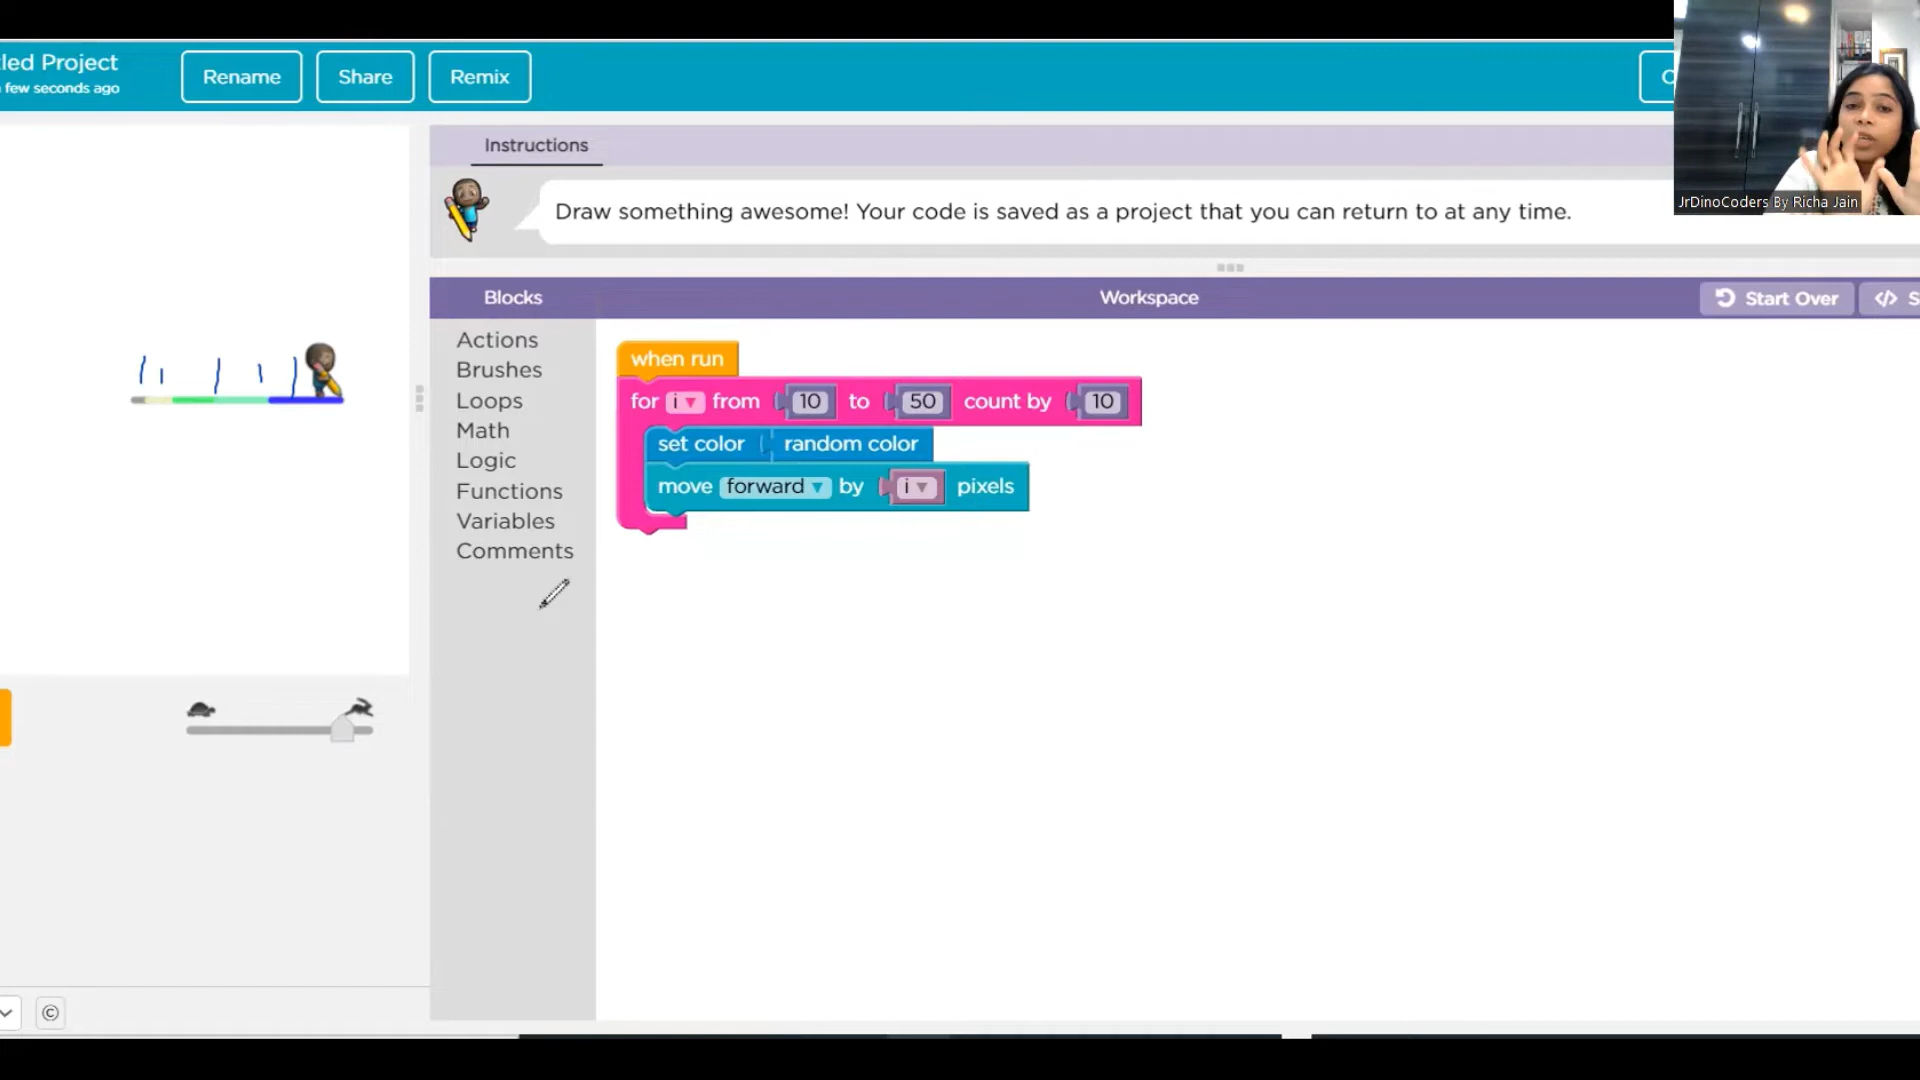 led Project
few seconds ago
Rename
Share
Remix
JrDinoCoders By Richa Jain
Instructions
Draw something awesome! Your code is saved as a project that you can return to at any time.
Blocks
Workspace
Start Over
</> S
Actions
Brushes
Loops
Math
Logic
Functions
Variables
Comments
when run
for i ▼ from 10 to 50 count by 10
set color random color
move forward ▼ by i ▼ pixels
©